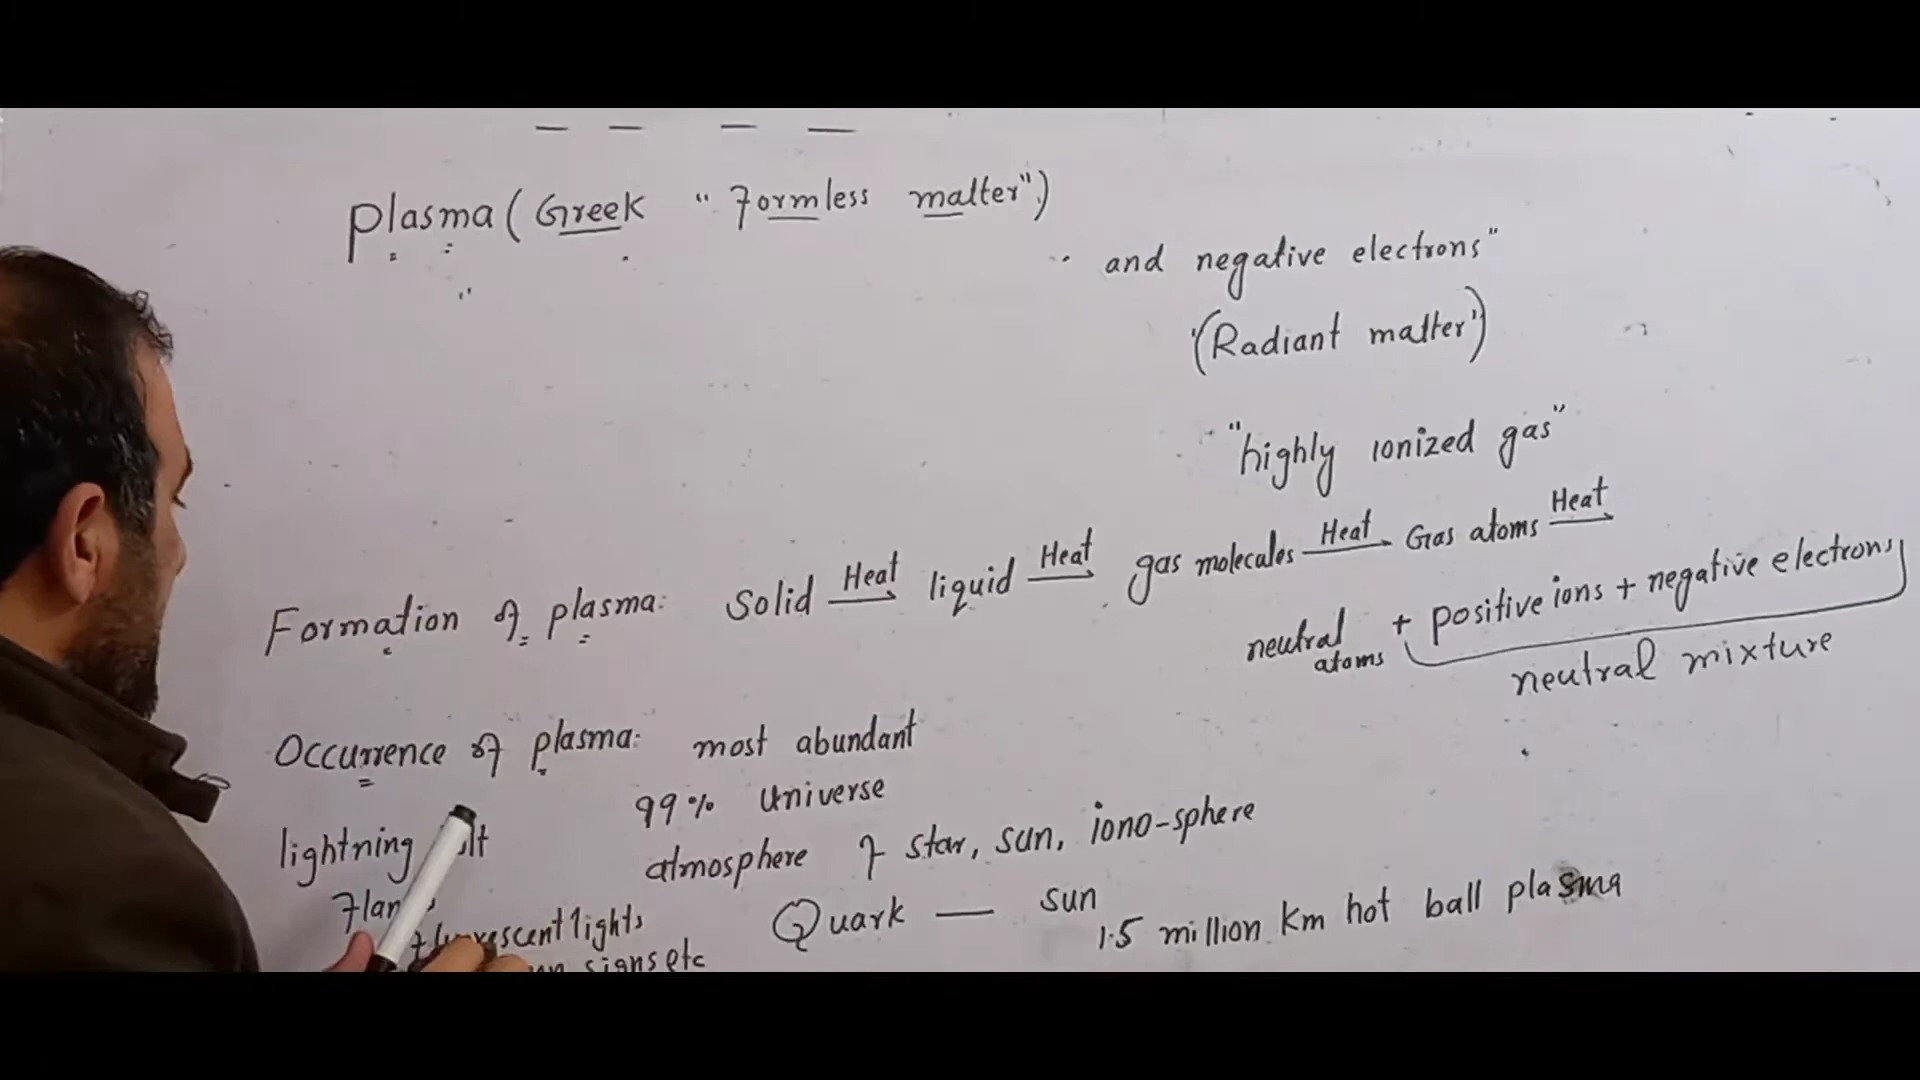 Plasma (Greek "Formless matter")
and negative electrons"
(Radiant matter")
"highly ionized gas"
Formation of plasma: Solid Heat liquid Heat gas molecules Heat Gas atoms Heat
neutral atoms + positive ions + negative electrons
neutral mixture
Occurrence of plasma: most abundant
99% Universe
lightning
atmosphere of star, sun, iono-sphere
Quark — sun
fluorescent lights
signs etc
1.5 million km hot ball plasma